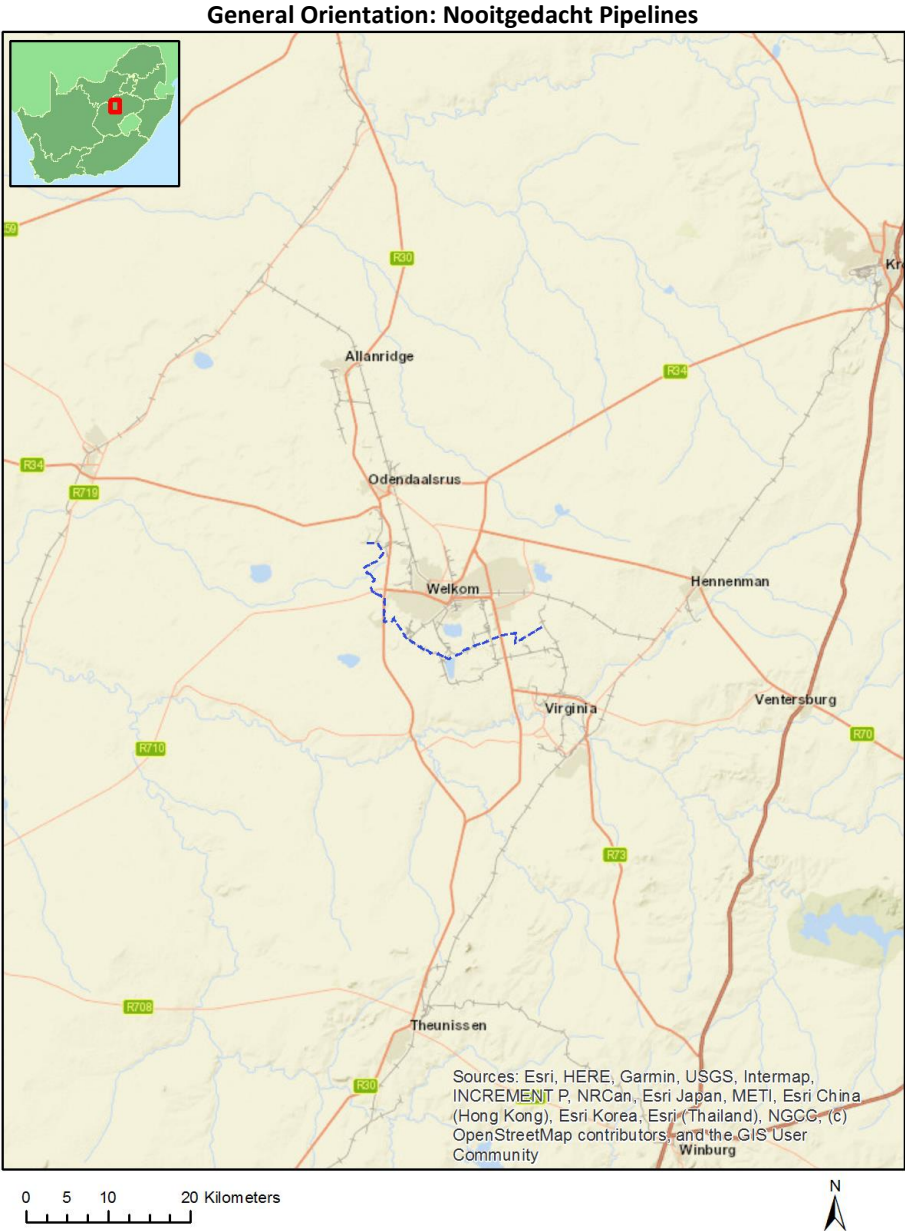 General Orientation: Nooitgedacht Pipelines
59
R30
Kr
Allanridge
R34
R34
Odendaalsrus
R719
Hennenman
Welkom
Ventersburg
Virginia
R70
R710
R73
R708
Theunissen
R30
Sources: Esri, HERE, Garmin, USGS, Intermap,
INCREMENT P, NRCan, Esri Japan, METI, Esri China
(Hong Kong), Esri Korea, Esri (Thailand), NGCC, (c)
OpenStreetMap contributors, and the GIS User
Community
Winburg
0 5 10 20 Kilometers
N